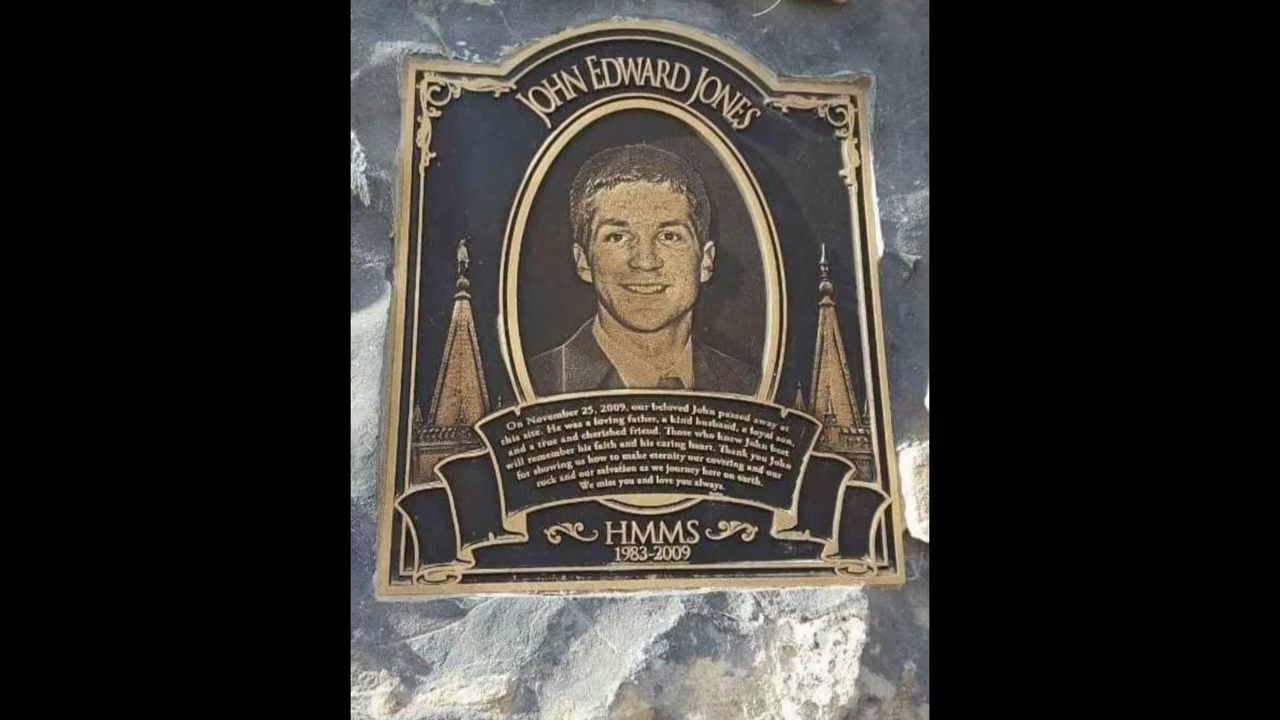 JOHN EDWARD JONES
On November 25, 2009, our beloved John passed away at
this site. He was a loving father, a kind husband, a loyal son,
and a true and cherished friend. Those who knew John best
will remember his faith and his caring heart. Thank you John
for showing us how to make eternity our covering and our
rock and our salvation as we journey here on earth.
We miss you and love you always.
HMMS
1983-2009